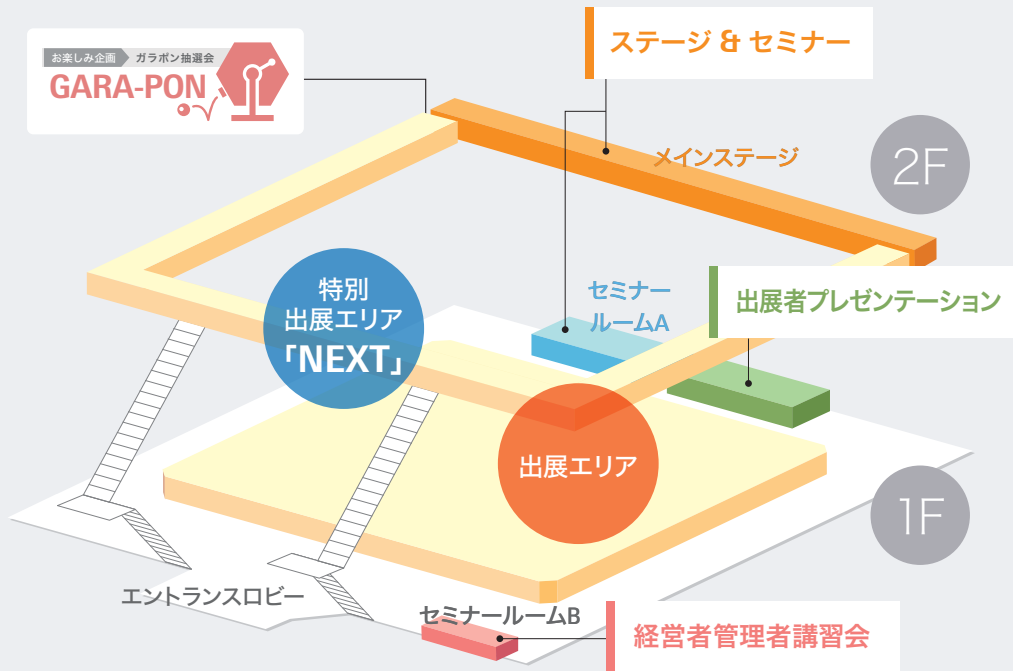 お楽しみ企画 ガラポン抽選会
GARA-PON
ステージ & セミナー
メインステージ
2F
特別
出展エリア
「NEXT」
セミナー
ルームA
出展者プレゼンテーション
出展エリア
1F
エントランスロビー
セミナールームB
経営者管理者講習会